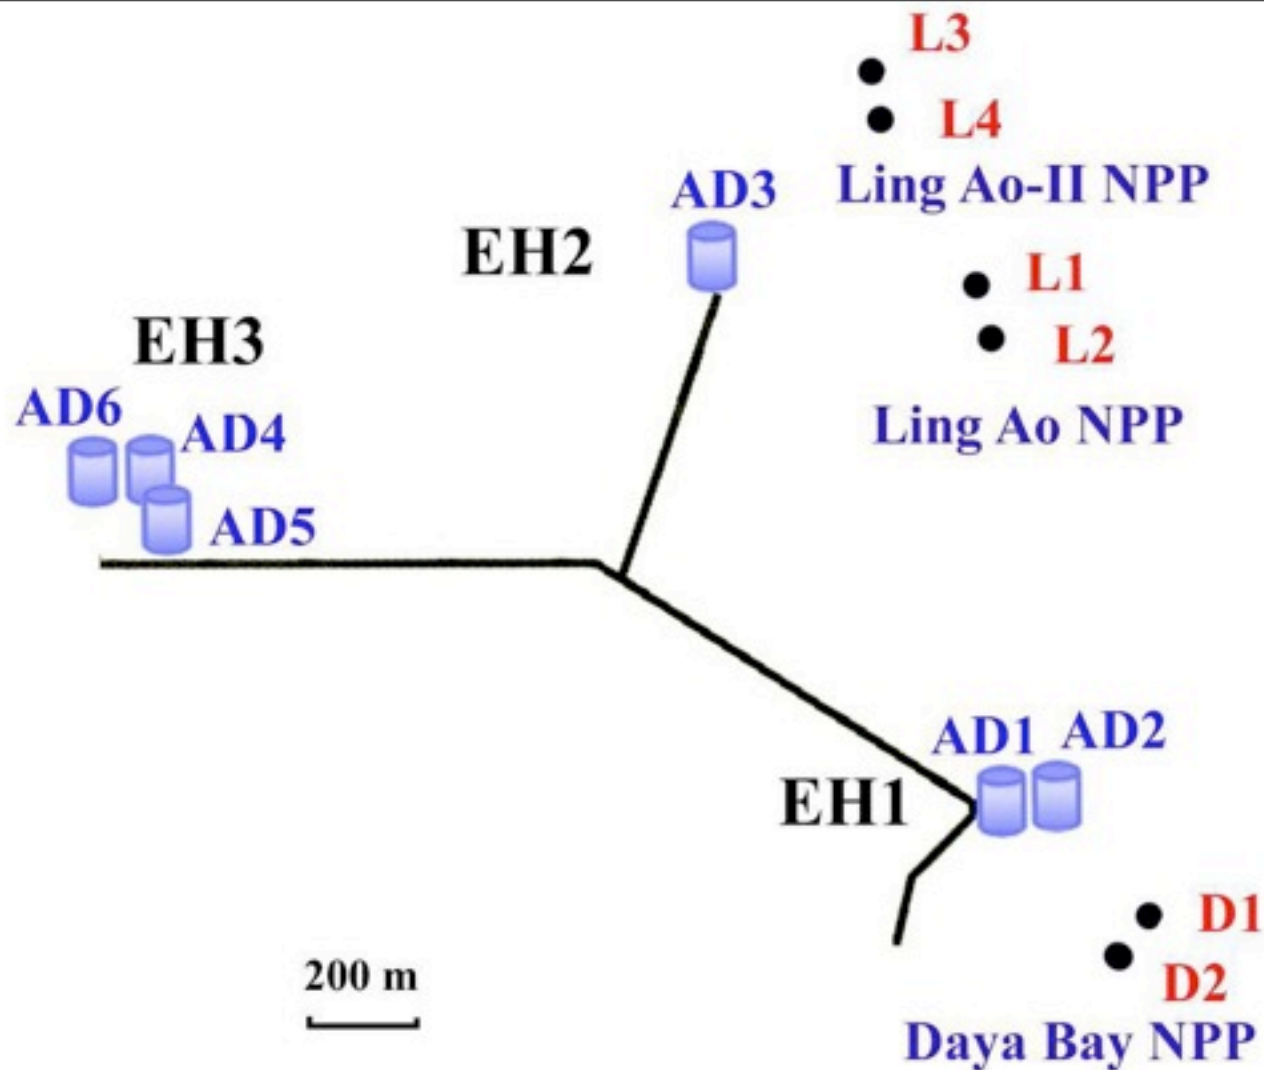 L3
L4
Ling Ao-II NPP
AD3
EH2
L1
L2
Ling Ao NPP
EH3
AD6
AD4
AD5
AD1 AD2
EH1
D1
D2
Daya Bay NPP
200 m